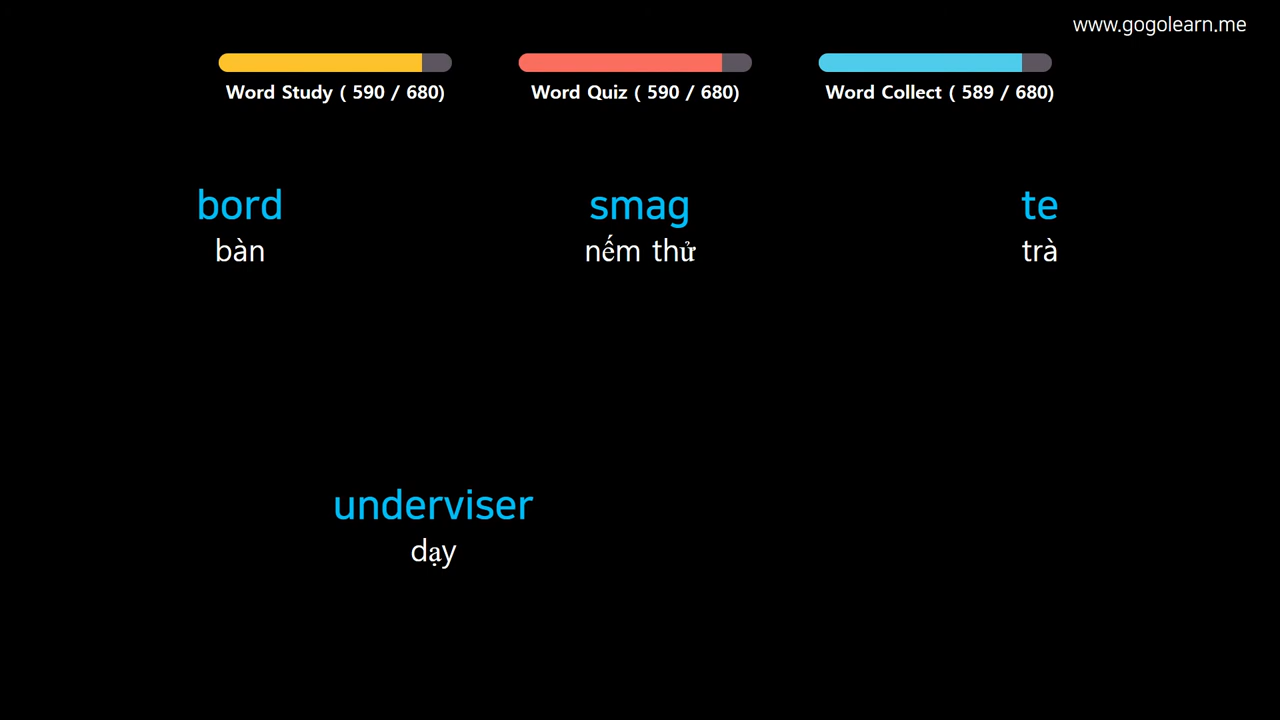 www.gogolearn.me
Word Study ( 590 / 680)
Word Quiz ( 590 / 680)
Word Collect ( 589 / 680)
bord
bàn
smag
nếm thử
te
trà
underviser
dạy